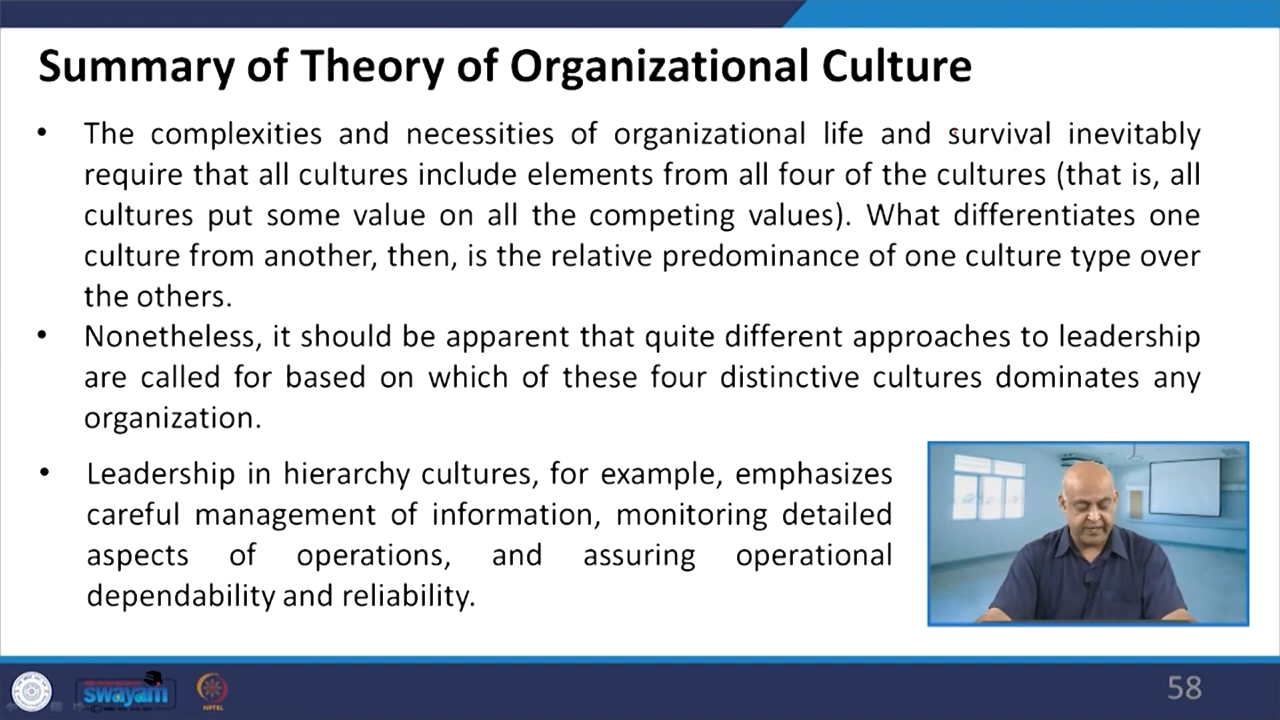 Summary of Theory of Organizational Culture
• The complexities and necessities of organizational life and survival inevitably
require that all cultures include elements from all four of the cultures (that is, all
cultures put some value on all the competing values). What differentiates one
culture from another, then, is the relative predominance of one culture type over
the others.
• Nonetheless, it should be apparent that quite different approaches to leadership
are called for based on which of these four distinctive cultures dominates any
organization.
• Leadership in hierarchy cultures, for example, emphasizes
careful management of information, monitoring detailed
aspects of operations, and assuring operational
dependability and reliability.
swayam
NPTEL
58